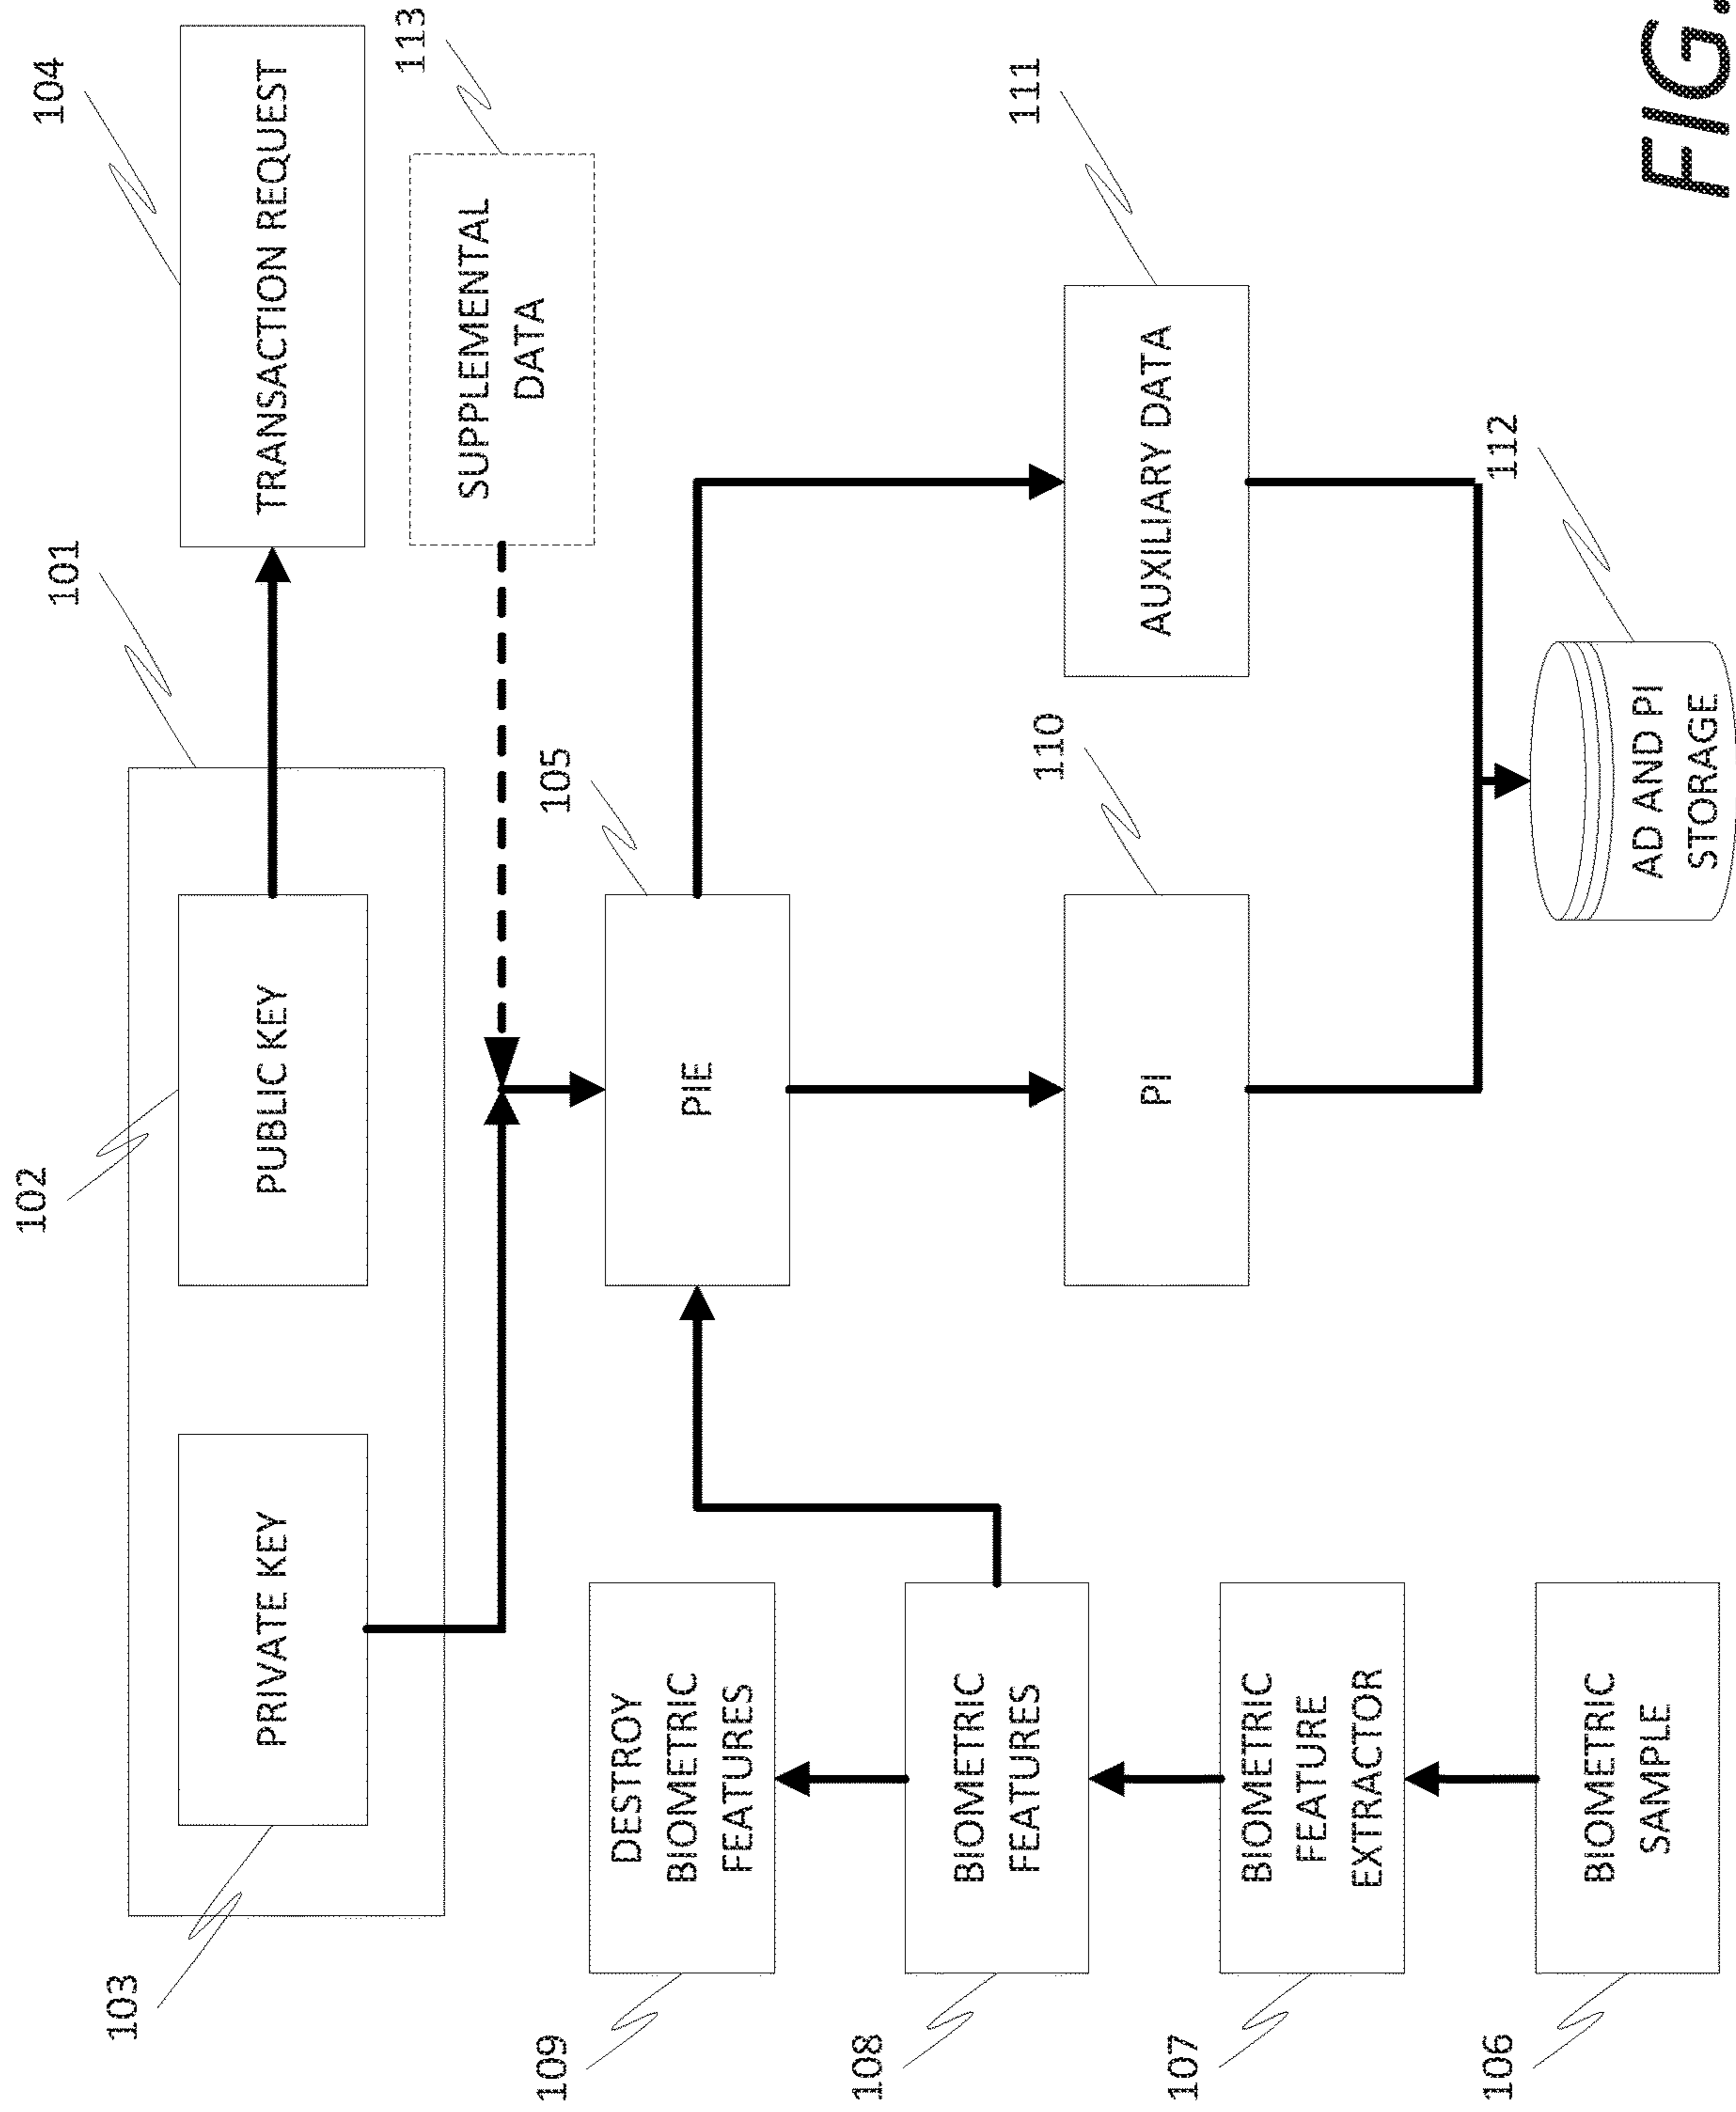 101
104
102
103
PRIVATE KEY
PUBLIC KEY
TRANSACTION REQUEST
113
SUPPLEMENTAL
DATA
105
109
DESTROY
BIOMETRIC
FEATURES
PIE
108
BIOMETRIC
FEATURES
110
111
107
BIOMETRIC
FEATURE
EXTRACTOR
PI
AUXILIARY DATA
112
106
BIOMETRIC
SAMPLE
AD AND PI
STORAGE
FIG.